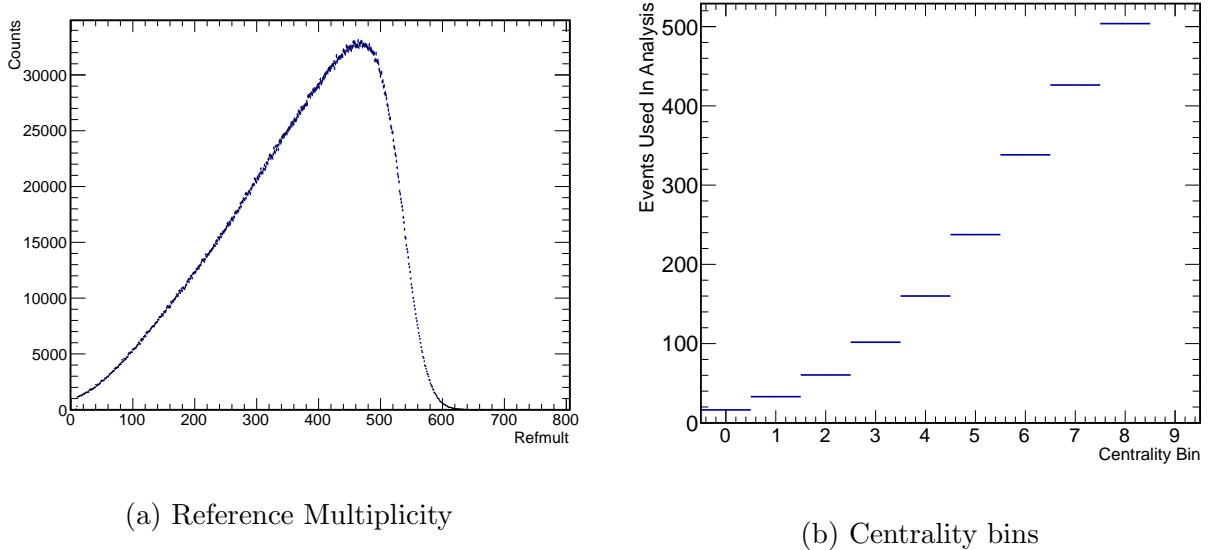 Counts
30000
25000
20000
15000
10000
5000
0
0 100 200 300 400 500 600 700 800
Refmult
(a) Reference Multiplicity
Events Used In Analysis
500
400
300
200
100
0
0 1 2 3 4 5 6 7 8 9
Centrality Bin
(b) Centrality bins